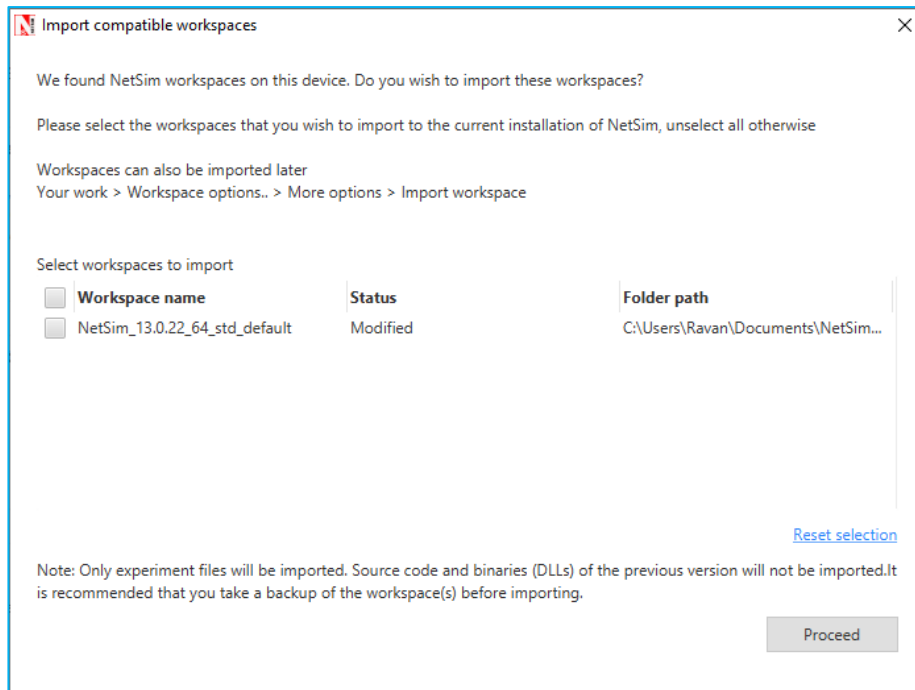 Import compatible workspaces
We found NetSim workspaces on this device. Do you wish to import these workspaces?
Please select the workspaces that you wish to import to the current installation of NetSim, unselect all otherwise
Workspaces can also be imported later
Your work > Workspace options.. > More options > Import workspace
Select workspaces to import
Workspace name Status Folder path
NetSim_13.0.22_64_std_default Modified C:\Users\Ravan\Documents\NetSim...
Reset selection
Note: Only experiment files will be imported. Source code and binaries (DLLs) of the previous version will not be imported.It
is recommended that you take a backup of the workspace(s) before importing.
Proceed